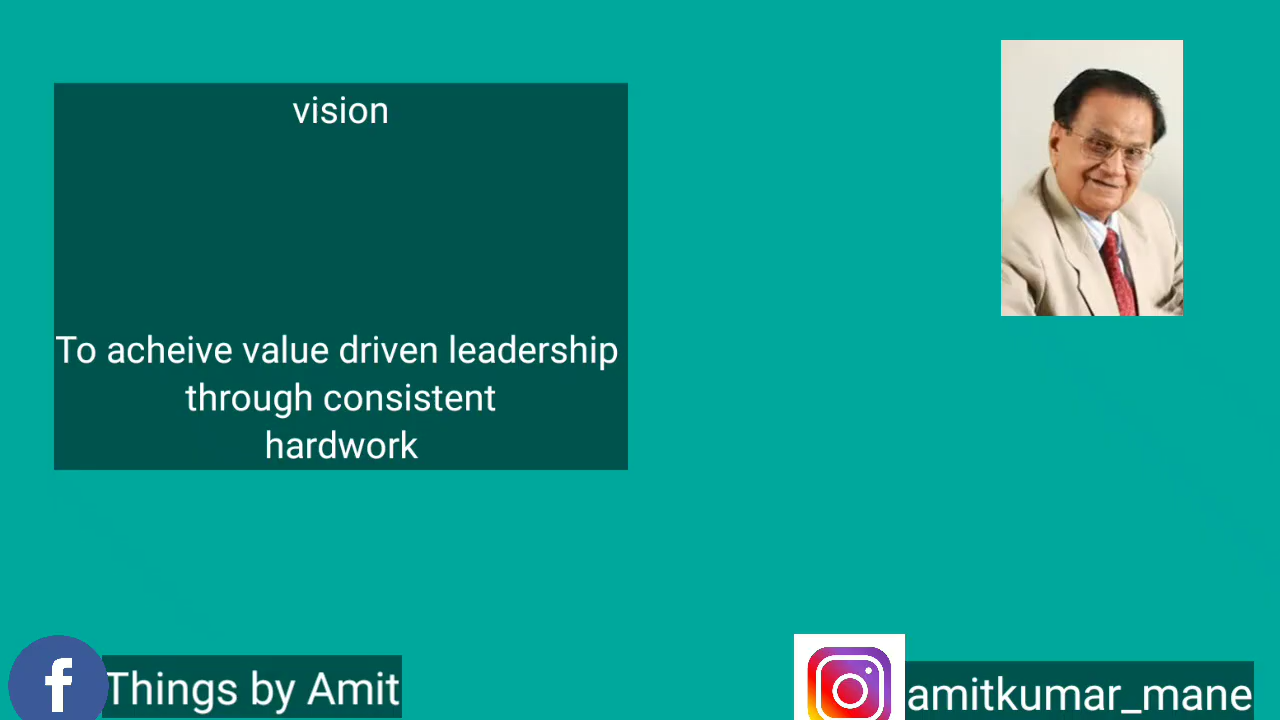 vision
To acheive value driven leadership
through consistent
hardwork
Things by Amit
amitkumar_mane